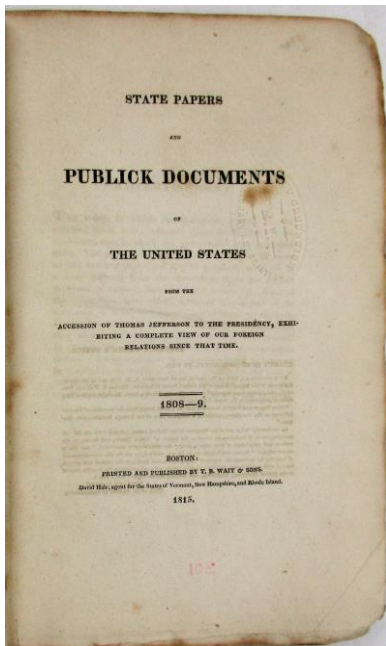 STATE PAPERS
AND
PUBLICK DOCUMENTS
OF
THE UNITED STATES
FROM THE
ACCESSION OF THOMAS JEFFERSON TO THE PRESIDENCY, EXHI-
BITING A COMPLETE VIEW OF OUR FOREIGN
RELATIONS SINCE THAT TIME.
1808—9.
BOSTON:
PRINTED AND PUBLISHED BY T. B. WAIT & SONS.
David Hale, agent for the States of Vermont, New Hampshire, and Rhode Island.
1815.